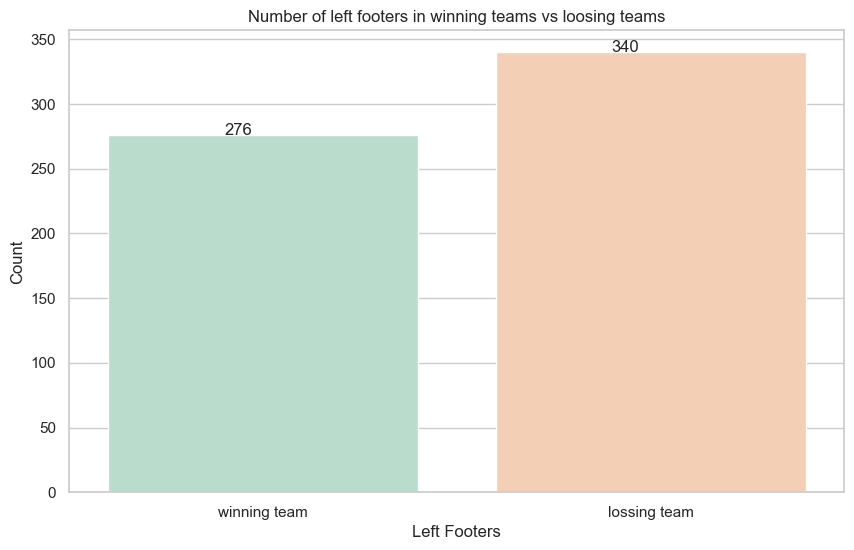 Number of left footers in winning teams vs loosing teams
350
300
250
200
150
100
50
0
Count
276
340
winning team
lossing team
Left Footers